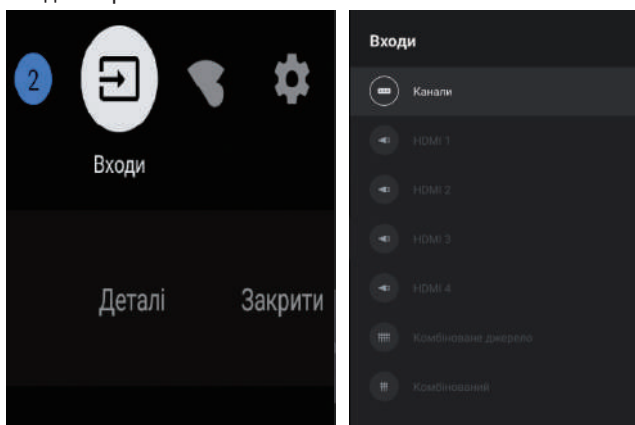 2
Входи
Деталі
Закрити
Входи
Канали
HDMI 1
HDMI 2
HDMI 3
HDMI 4
Комбіноване джерело
Комбінований